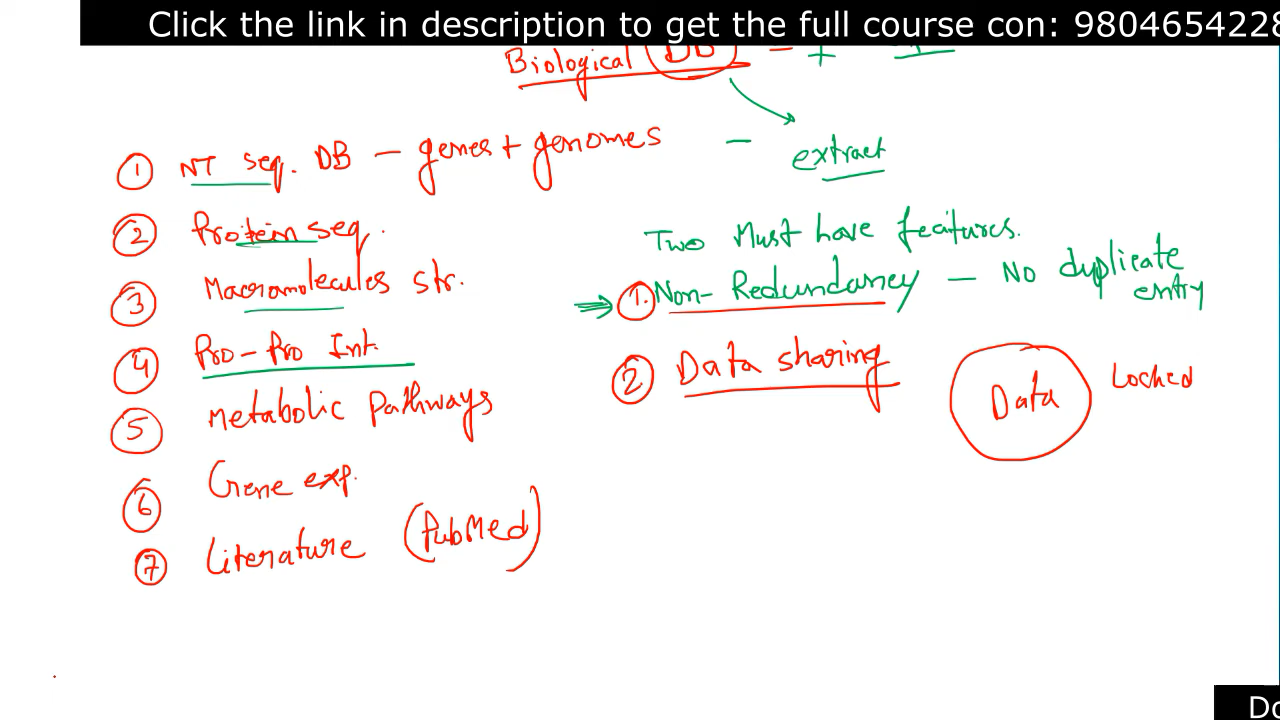 Click the link in description to get the full course con: 9804654228
Biological DB - +
extract
① NT seq. DB - genes + genomes -
② Protein seq.
③ Macromolecules str.
④ Pro-Pro Int.
⑤ Metabolic Pathways
⑥ Gene exp.
⑦ Literature (PubMed)
Two Must have features.
⇒ ① Non-Redundancy - No duplicate entry
② Data sharing
Data Locked
Do